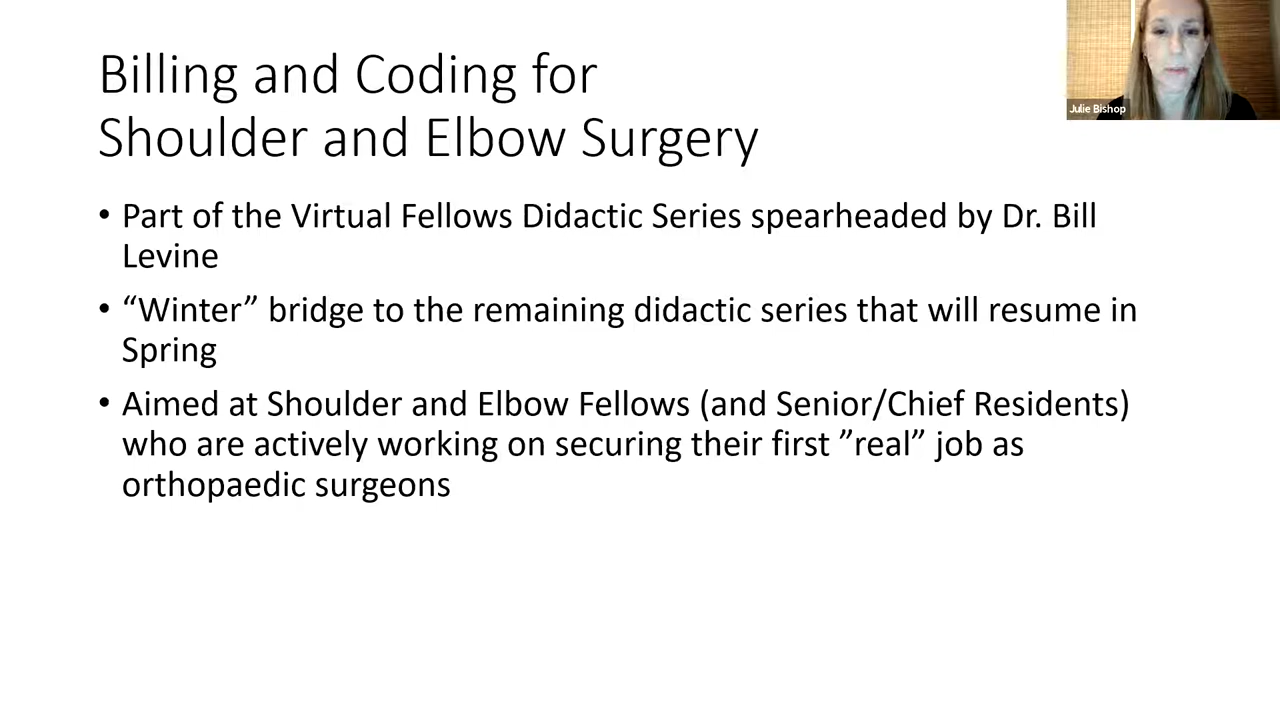 Billing and Coding for
Shoulder and Elbow Surgery
Julie Bishop
• Part of the Virtual Fellows Didactic Series spearheaded by Dr. Bill
Levine
• “Winter” bridge to the remaining didactic series that will resume in
Spring
• Aimed at Shoulder and Elbow Fellows (and Senior/Chief Residents)
who are actively working on securing their first ”real” job as
orthopaedic surgeons